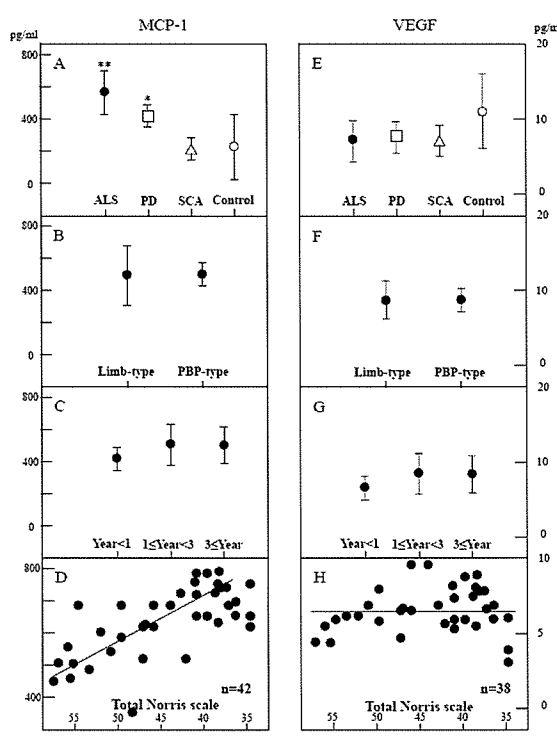 MCP-1 VEGF
pg/ml pg/m
A
800
400
0
** *
ALS PD SCA Control
E
20
10
0
ALS PD SCA Control
B
800
400
0
Limb-type PBP-type
F
20
10
0
Limb-type PBP-type
C
800
400
0
Year<1 1≤Year<3 3≤Year
G
20
10
0
Year<1 1≤Year<3 3≤Year
D
800
400
n=42
Total Norris scale
55 50 45 40 35
H
10
5
0
n=38
Total Norris scale
55 50 45 40 35